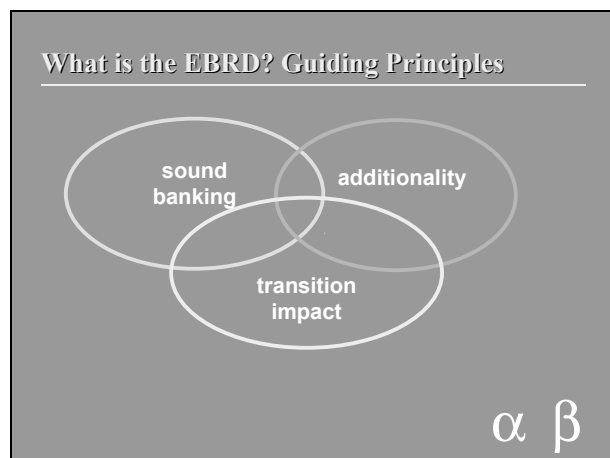 What is the EBRD? Guiding Principles
sound
banking
additionality
transition
impact
α β